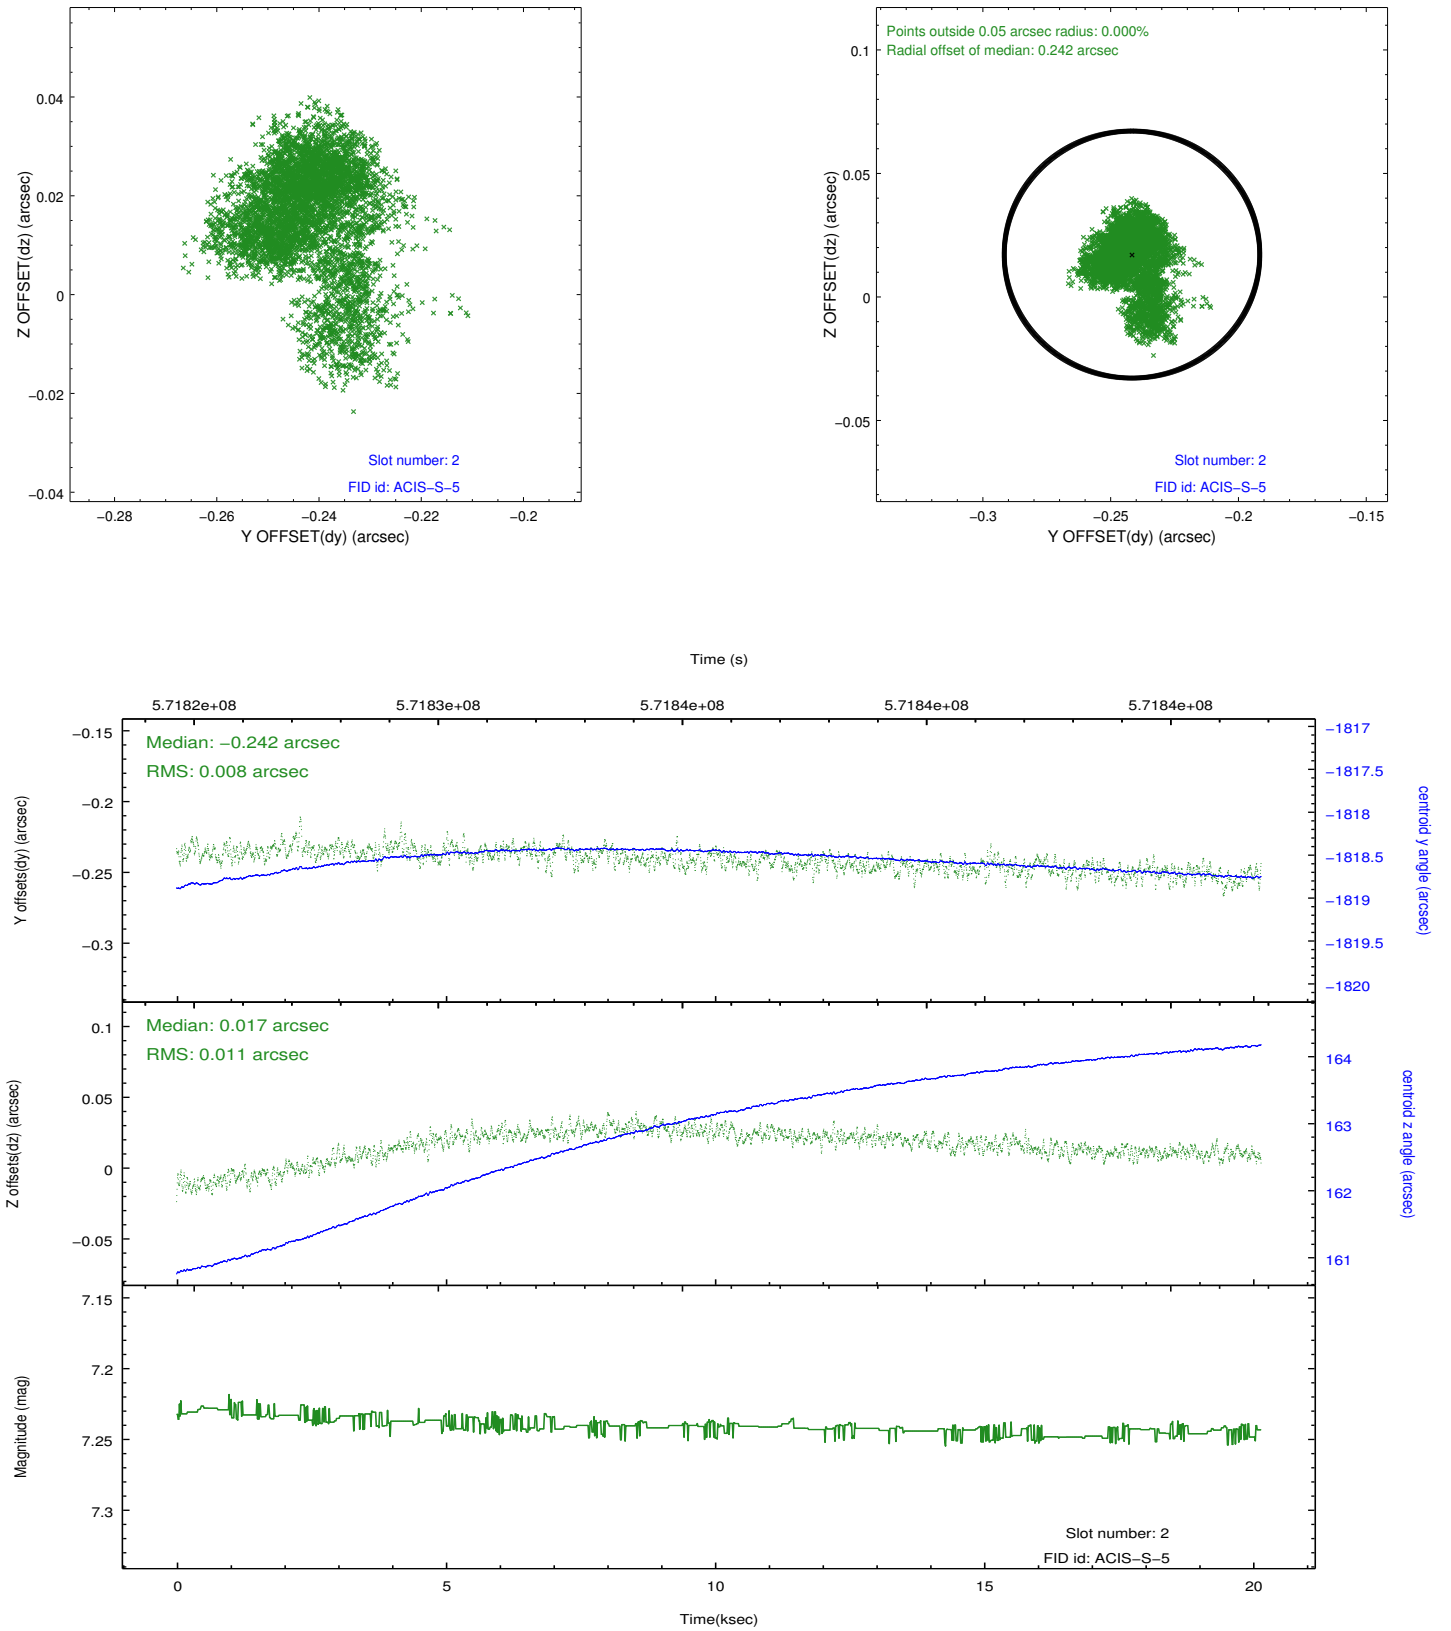 0.04
0.02
0
−0.02
−0.04
Z OFFSET(dz) (arcsec)
Slot number: 2
FID id: ACIS−S−5
−0.28
−0.26
−0.24
−0.22
−0.2
Y OFFSET(dy) (arcsec)
Points outside 0.05 arcsec radius: 0.000%
Radial offset of median: 0.242 arcsec
0.1
0.05
0
−0.05
Z OFFSET(dz) (arcsec)
Slot number: 2
FID id: ACIS−S−5
−0.3
−0.25
−0.2
−0.15
Y OFFSET(dy) (arcsec)
Time (s)
5.7182e+08
5.7183e+08
5.7184e+08
5.7184e+08
5.7184e+08
Median: −0.242 arcsec
RMS: 0.008 arcsec
−0.15
−0.2
−0.25
−0.3
Y offsets(dy) (arcsec)
−1817
−1817.5
−1818
−1818.5
−1819
−1819.5
−1820
centroid y angle (arcsec)
Median: 0.017 arcsec
RMS: 0.011 arcsec
0.1
0.05
0
−0.05
Z offsets(dz) (arcsec)
164
163
162
161
centroid z angle (arcsec)
7.15
7.2
7.25
7.3
Magnitude (mag)
Slot number: 2
FID id: ACIS−S−5
0
5
10
15
20
Time(ksec)